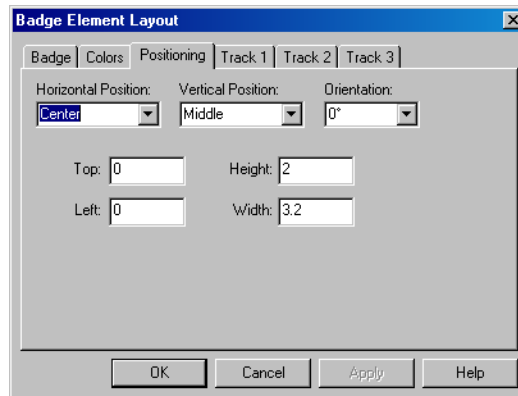 Badge Element Layout
Badge Colors Positioning Track 1 Track 2 Track 3
Horizontal Position: Vertical Position: Orientation:
Center Middle 0°
Top: 0 Height: 2
Left: 0 Width: 3.2
OK Cancel Apply Help